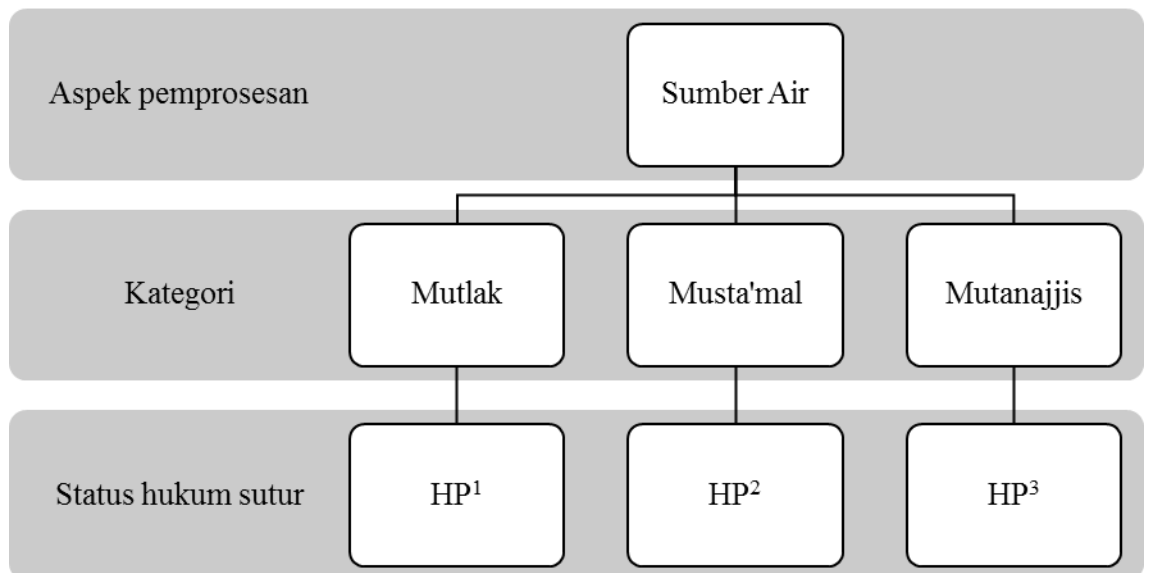 Aspek pemprosesan
Sumber Air
Kategori
Mutlak
Musta'mal
Mutanajjis
Status hukum sutur
HP¹
HP²
HP³